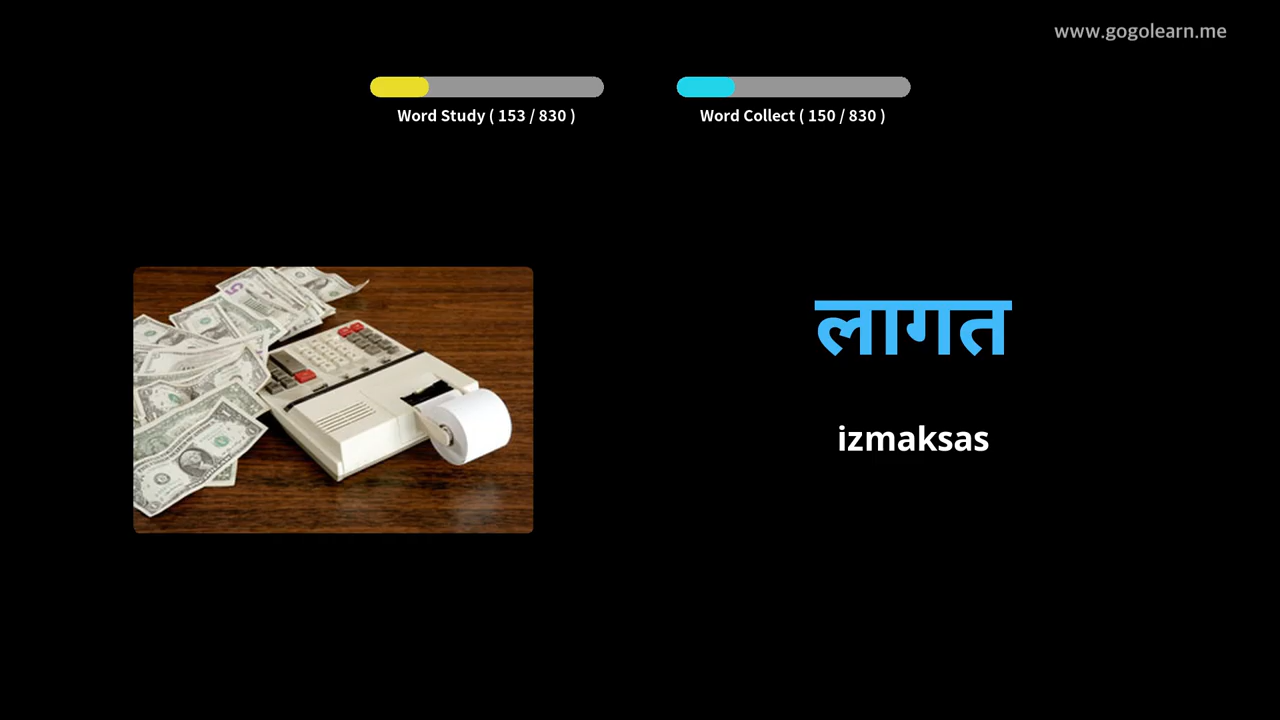 www.gogolearn.me
Word Study ( 153 / 830 )
Word Collect ( 150 / 830 )
लागत
izmaksas